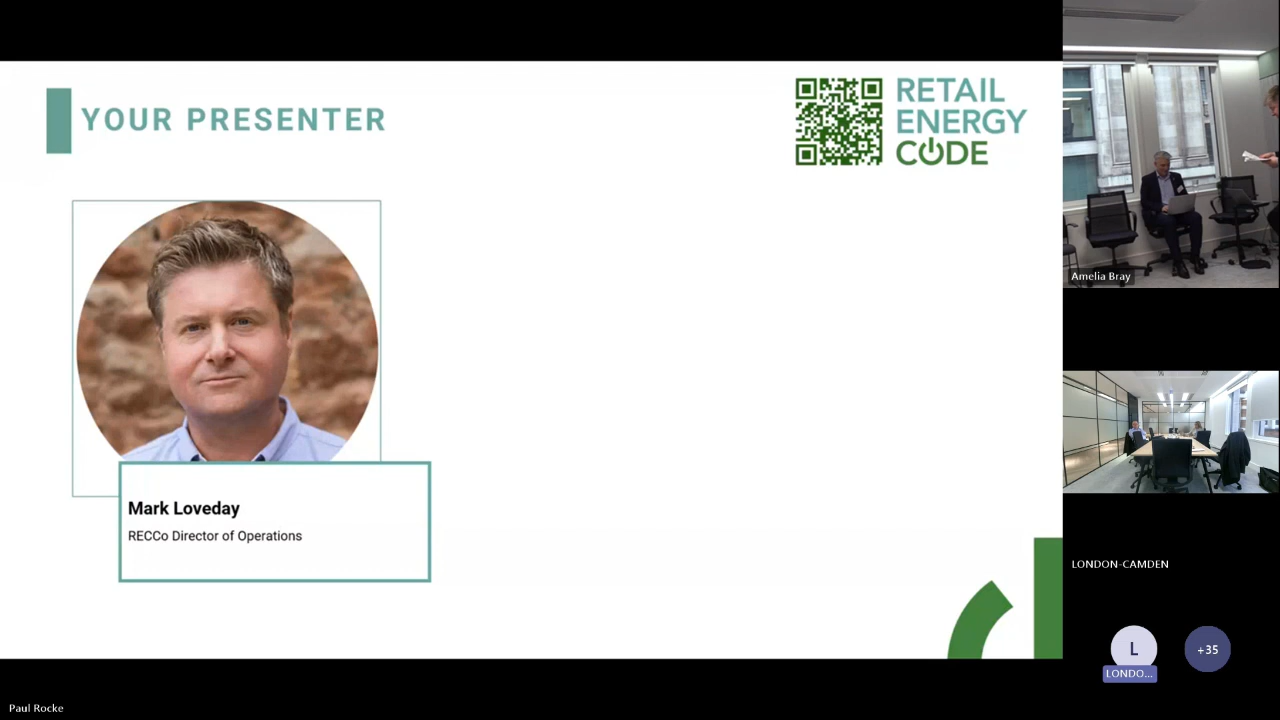 YOUR PRESENTER
RETAIL
ENERGY
CODE
Mark Loveday
RECCo Director of Operations
Amelia Bray
LONDON-CAMDEN
L
LONDO...
+35
Paul Rocke